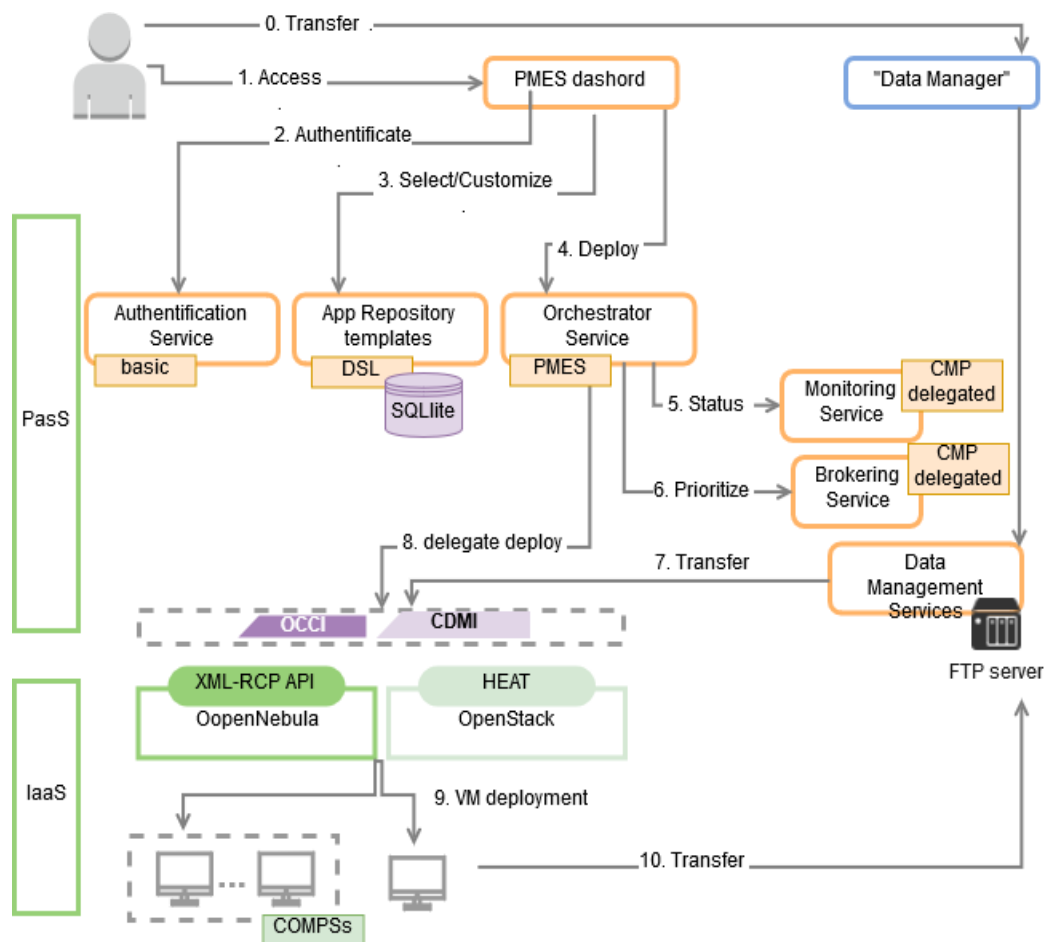 0. Transfer .
1. Access
.
PMES dashord
"Data Manager"
2. Authentificate
.
3. Select/Customize
.
4. Deploy
PasS
Authentification
Service
basic
App Repository
templates
DSL
SQLlite
Orchestrator
Service
PMES
5. Status
Monitoring
Service
CMP
delegated
6. Prioritize
Brokering
Service
CMP
delegated
8. delegate deploy
7. Transfer
Data
Management
Services
OCCI
CDMI
FTP server
IaaS
XML-RCP API
OopenNebula
HEAT
OpenStack
9. VM deployment
10. Transfer
...
COMPSs